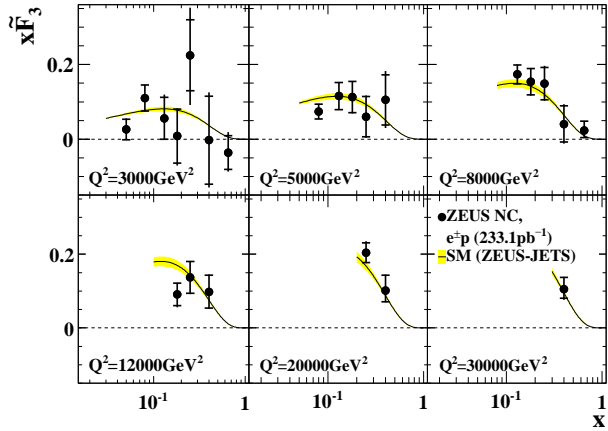 xF̃₃
0.2
0
Q²=3000GeV²
Q²=5000GeV²
Q²=8000GeV²
ZEUS NC,
e±p (233.1pb⁻¹)
SM (ZEUS-JETS)
0.2
0
Q²=12000GeV²
Q²=20000GeV²
Q²=30000GeV²
10⁻¹ 1 10⁻¹ 1 10⁻¹ 1
x